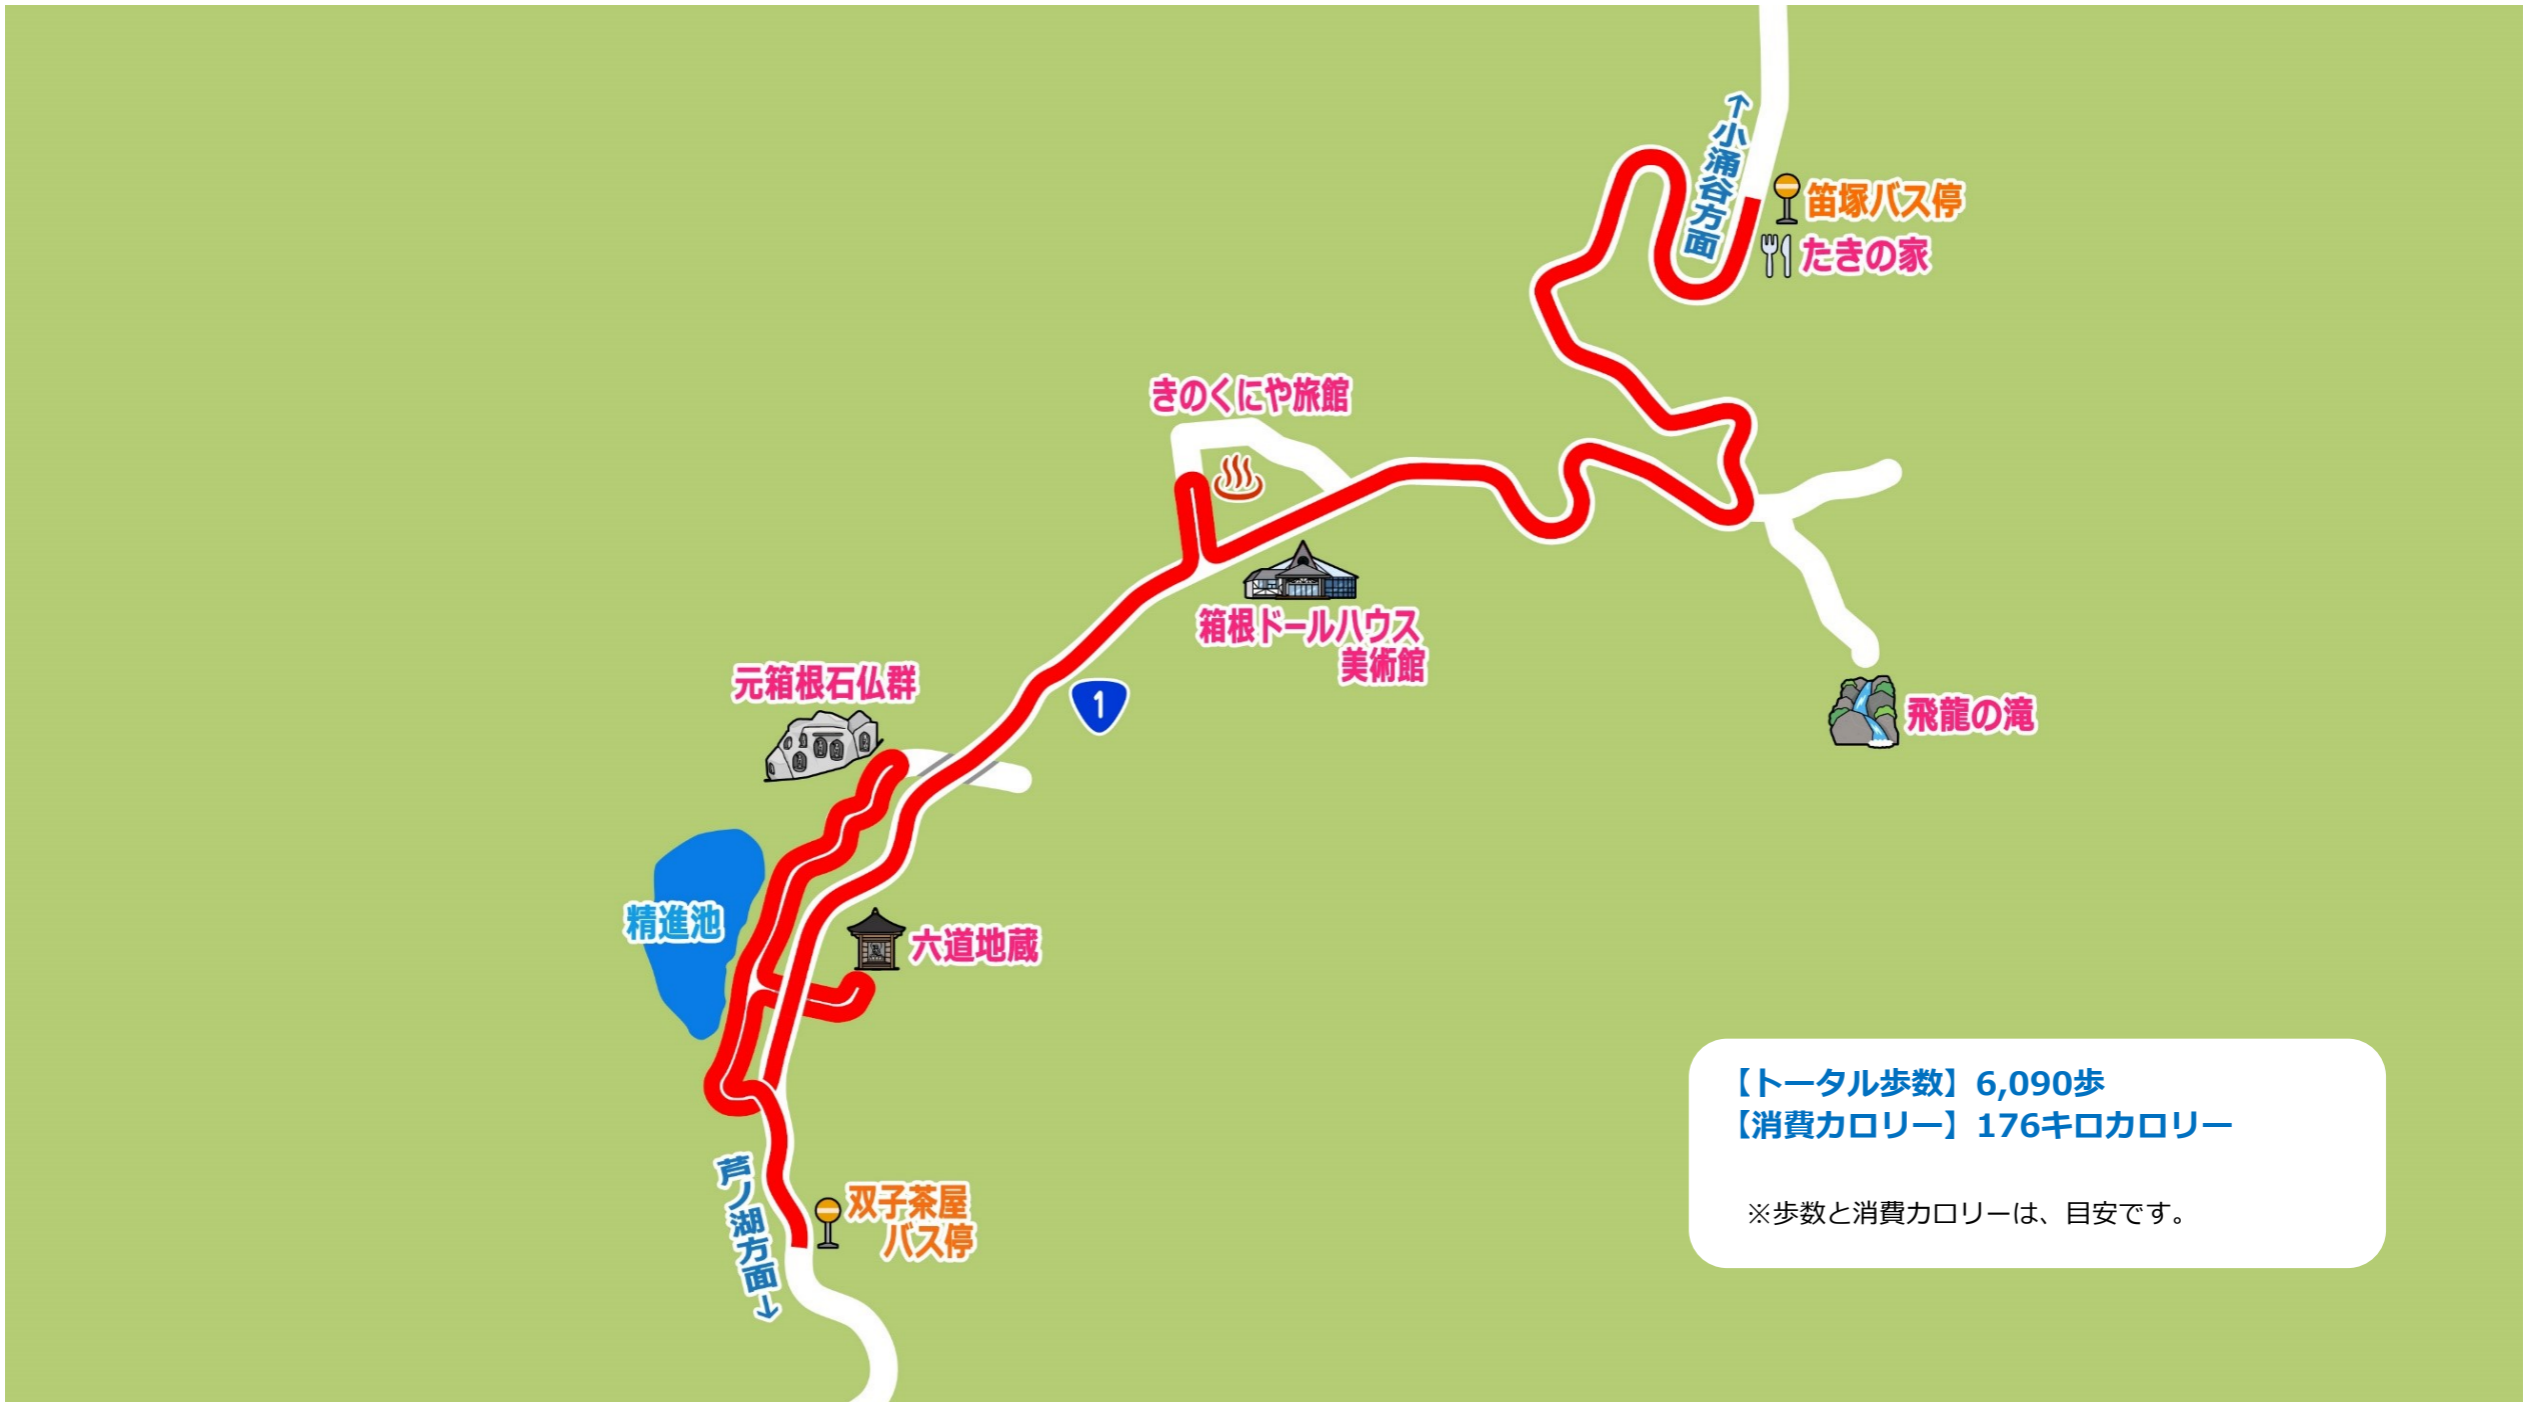 ↑小涌谷方面
笛塚バス停
たきの家
きのくにや旅館
箱根ドールハウス
美術館
1
元箱根石仏群
飛龍の滝
精進池
六道地蔵
【トータル歩数】6,090歩
【消費カロリー】176キロカロリー
※歩数と消費カロリーは、目安です。
芦ノ湖方面↓
双子茶屋
バス停